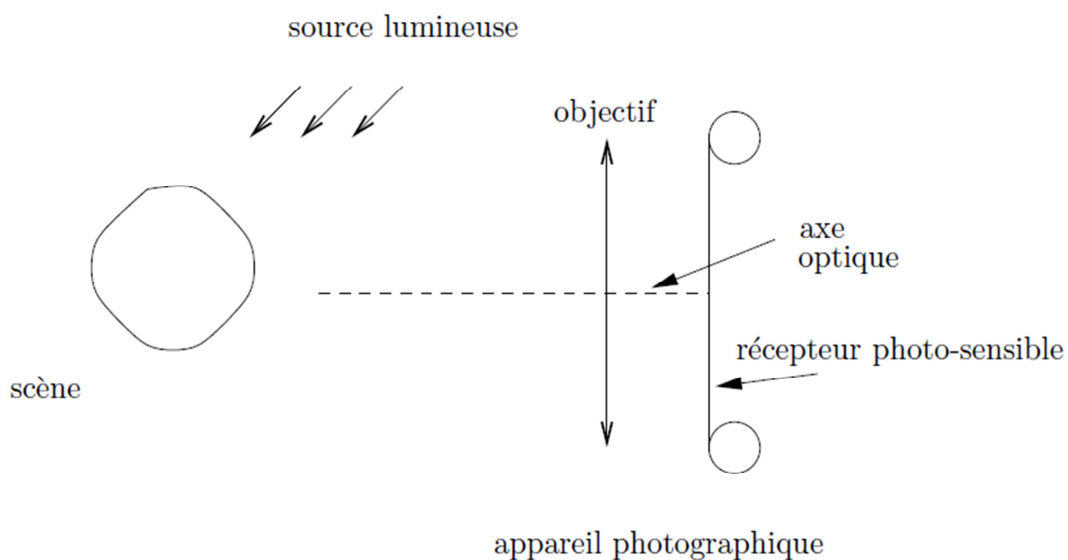 source lumineuse
objectif
axe
optique
récepteur photo-sensible
scène
appareil photographique